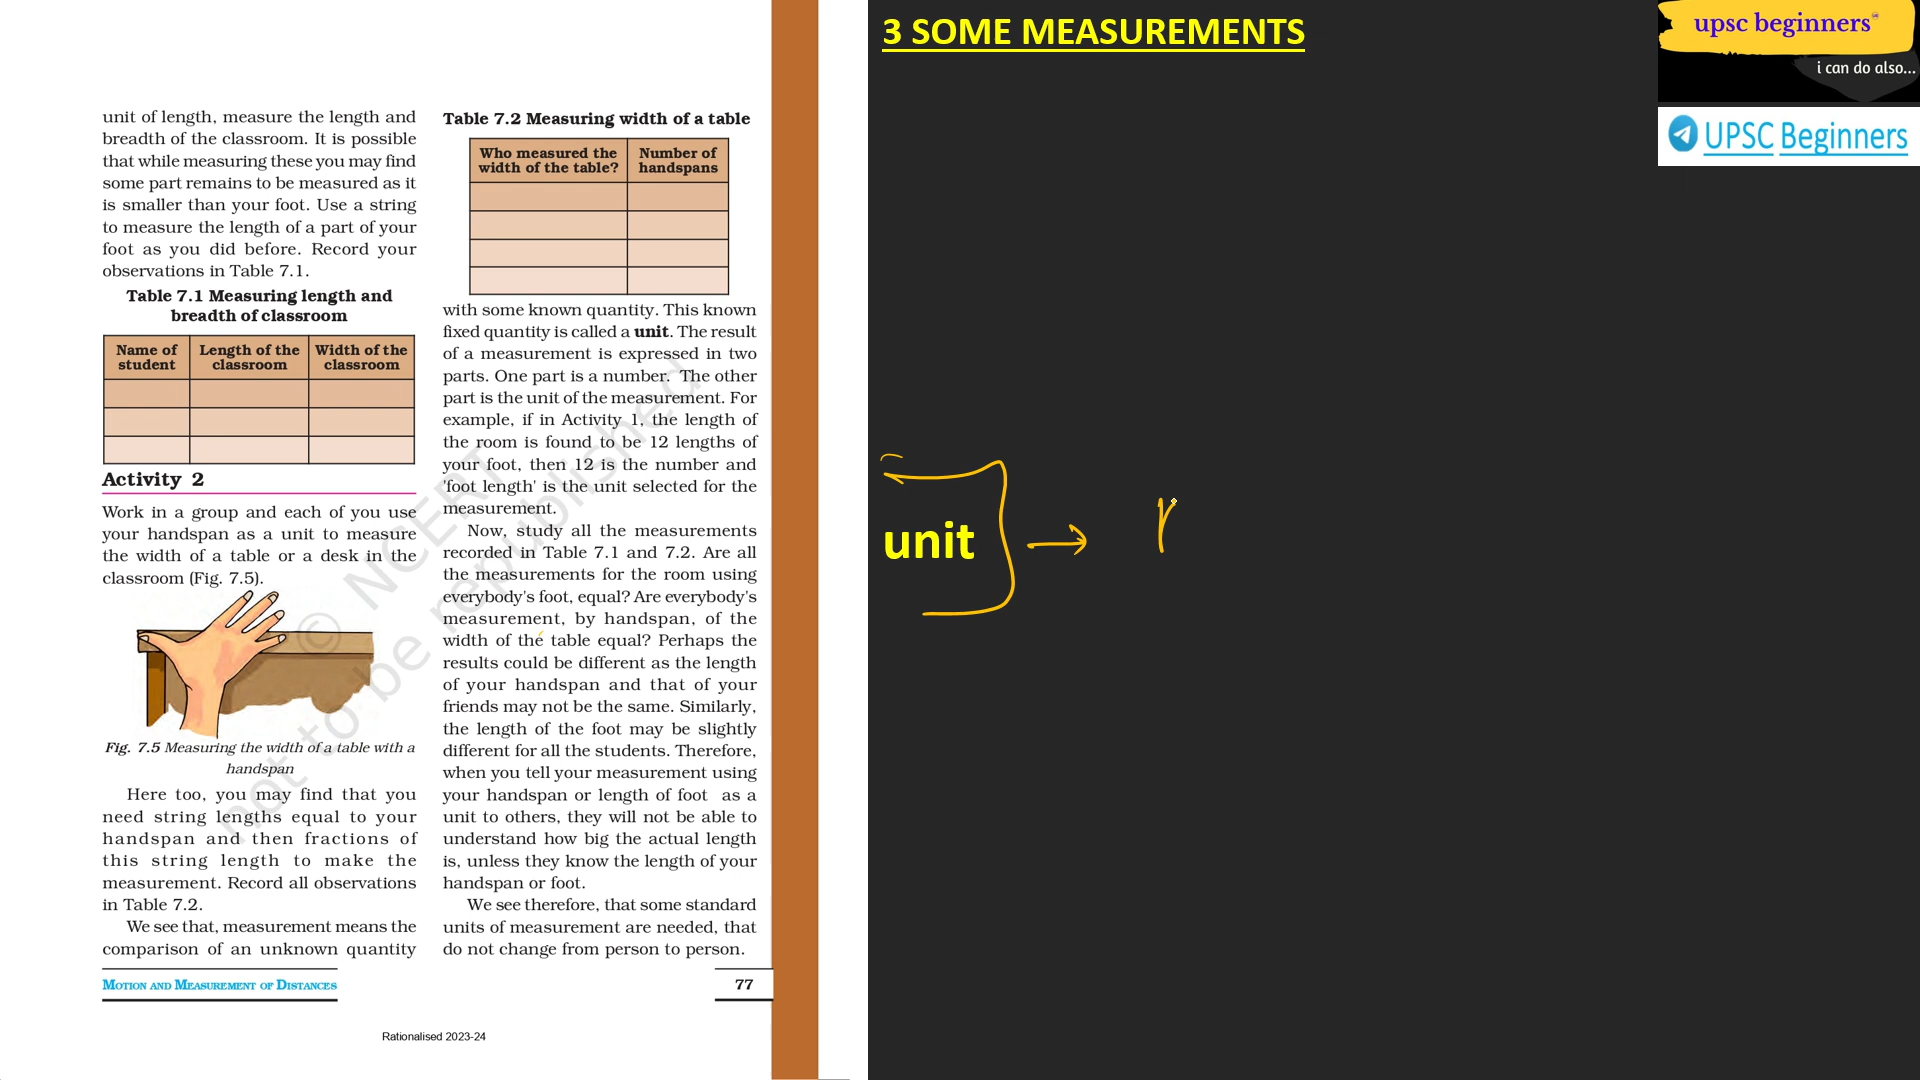 unit of length, measure the length and
breadth of the classroom. It is possible
that while measuring these you may find
some part remains to be measured as it
is smaller than your foot. Use a string
to measure the length of a part of your
foot as you did before. Record your
observations in Table 7.1.
Table 7.1 Measuring length and
breadth of classroom
Name of student	Length of the classroom	Width of the classroom
Activity 2
Work in a group and each of you use
your handspan as a unit to measure
the width of a table or a desk in the
classroom (Fig. 7.5).
Fig. 7.5 Measuring the width of a table with a
handspan
Here too, you may find that you
need string lengths equal to your
handspan and then fractions of
this string length to make the
measurement. Record all observations
in Table 7.2.
We see that, measurement means the
comparison of an unknown quantity
Table 7.2 Measuring width of a table
Who measured the width of the table?	Number of handspans
with some known quantity. This known
fixed quantity is called a unit. The result
of a measurement is expressed in two
parts. One part is a number. The other
part is the unit of the measurement. For
example, if in Activity 1, the length of
the room is found to be 12 lengths of
your foot, then 12 is the number and
'foot length' is the unit selected for the
measurement.
Now, study all the measurements
recorded in Table 7.1 and 7.2. Are all
the measurements for the room using
everybody's foot, equal? Are everybody's
measurement, by handspan, of the
width of the table equal? Perhaps the
results could be different as the length
of your handspan and that of your
friends may not be the same. Similarly,
the length of the foot may be slightly
different for all the students. Therefore,
when you tell your measurement using
your handspan or length of foot as a
unit to others, they will not be able to
understand how big the actual length
is, unless they know the length of your
handspan or foot.
We see therefore, that some standard
units of measurement are needed, that
do not change from person to person.
© NCERT
not to be republished
MOTION AND MEASUREMENT OF DISTANCES
77
Rationalised 2023-24
3 SOME MEASUREMENTS
unit
upsc beginners
i can do also...
UPSC Beginners